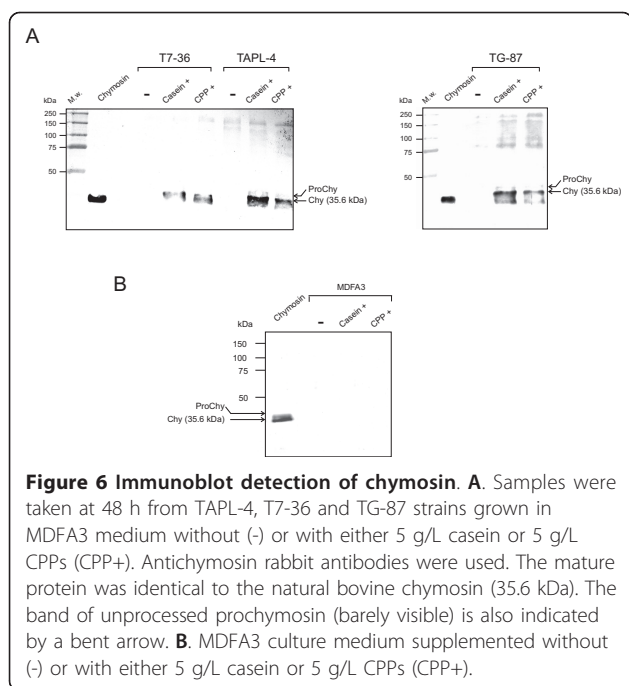 A
T7-36 TAPL-4 TG-87
kDa M.w. Chymosin - Casein + CPP + - Casein + CPP + kDa M.w. Chymosin - Casein + CPP +
250 250
150 150
100 100
75 75
50 50
ProChy ProChy
Chy (35.6 kDa) Chy (35.6 kDa)
B
MDFA3
kDa Chymosin - Casein + CPP +
150
100
75
50
ProChy
Chy (35.6 kDa)
Figure 6 Immunoblot detection of chymosin. A. Samples were
taken at 48 h from TAPL-4, T7-36 and TG-87 strains grown in
MDFA3 medium without (-) or with either 5 g/L casein or 5 g/L
CPPs (CPP+). Antichymosin rabbit antibodies were used. The mature
protein was identical to the natural bovine chymosin (35.6 kDa). The
band of unprocessed prochymosin (barely visible) is also indicated
by a bent arrow. B. MDFA3 culture medium supplemented without
(-) or with either 5 g/L casein or 5 g/L CPPs (CPP+).